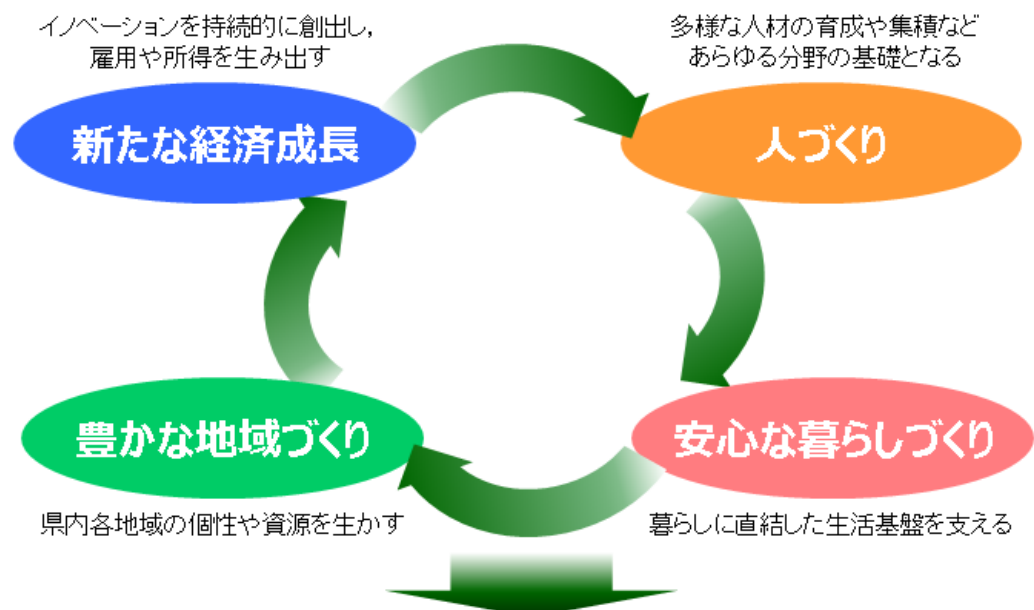 イノベーションを持続的に創出し,
雇用や所得を生み出す
多様な人材の育成や集積など
あらゆる分野の基礎となる
新たな経済成長
人づくり
豊かな地域づくり
安心な暮らしづくり
県内各地域の個性や資源を生かす
暮らしに直結した生活基盤を支える